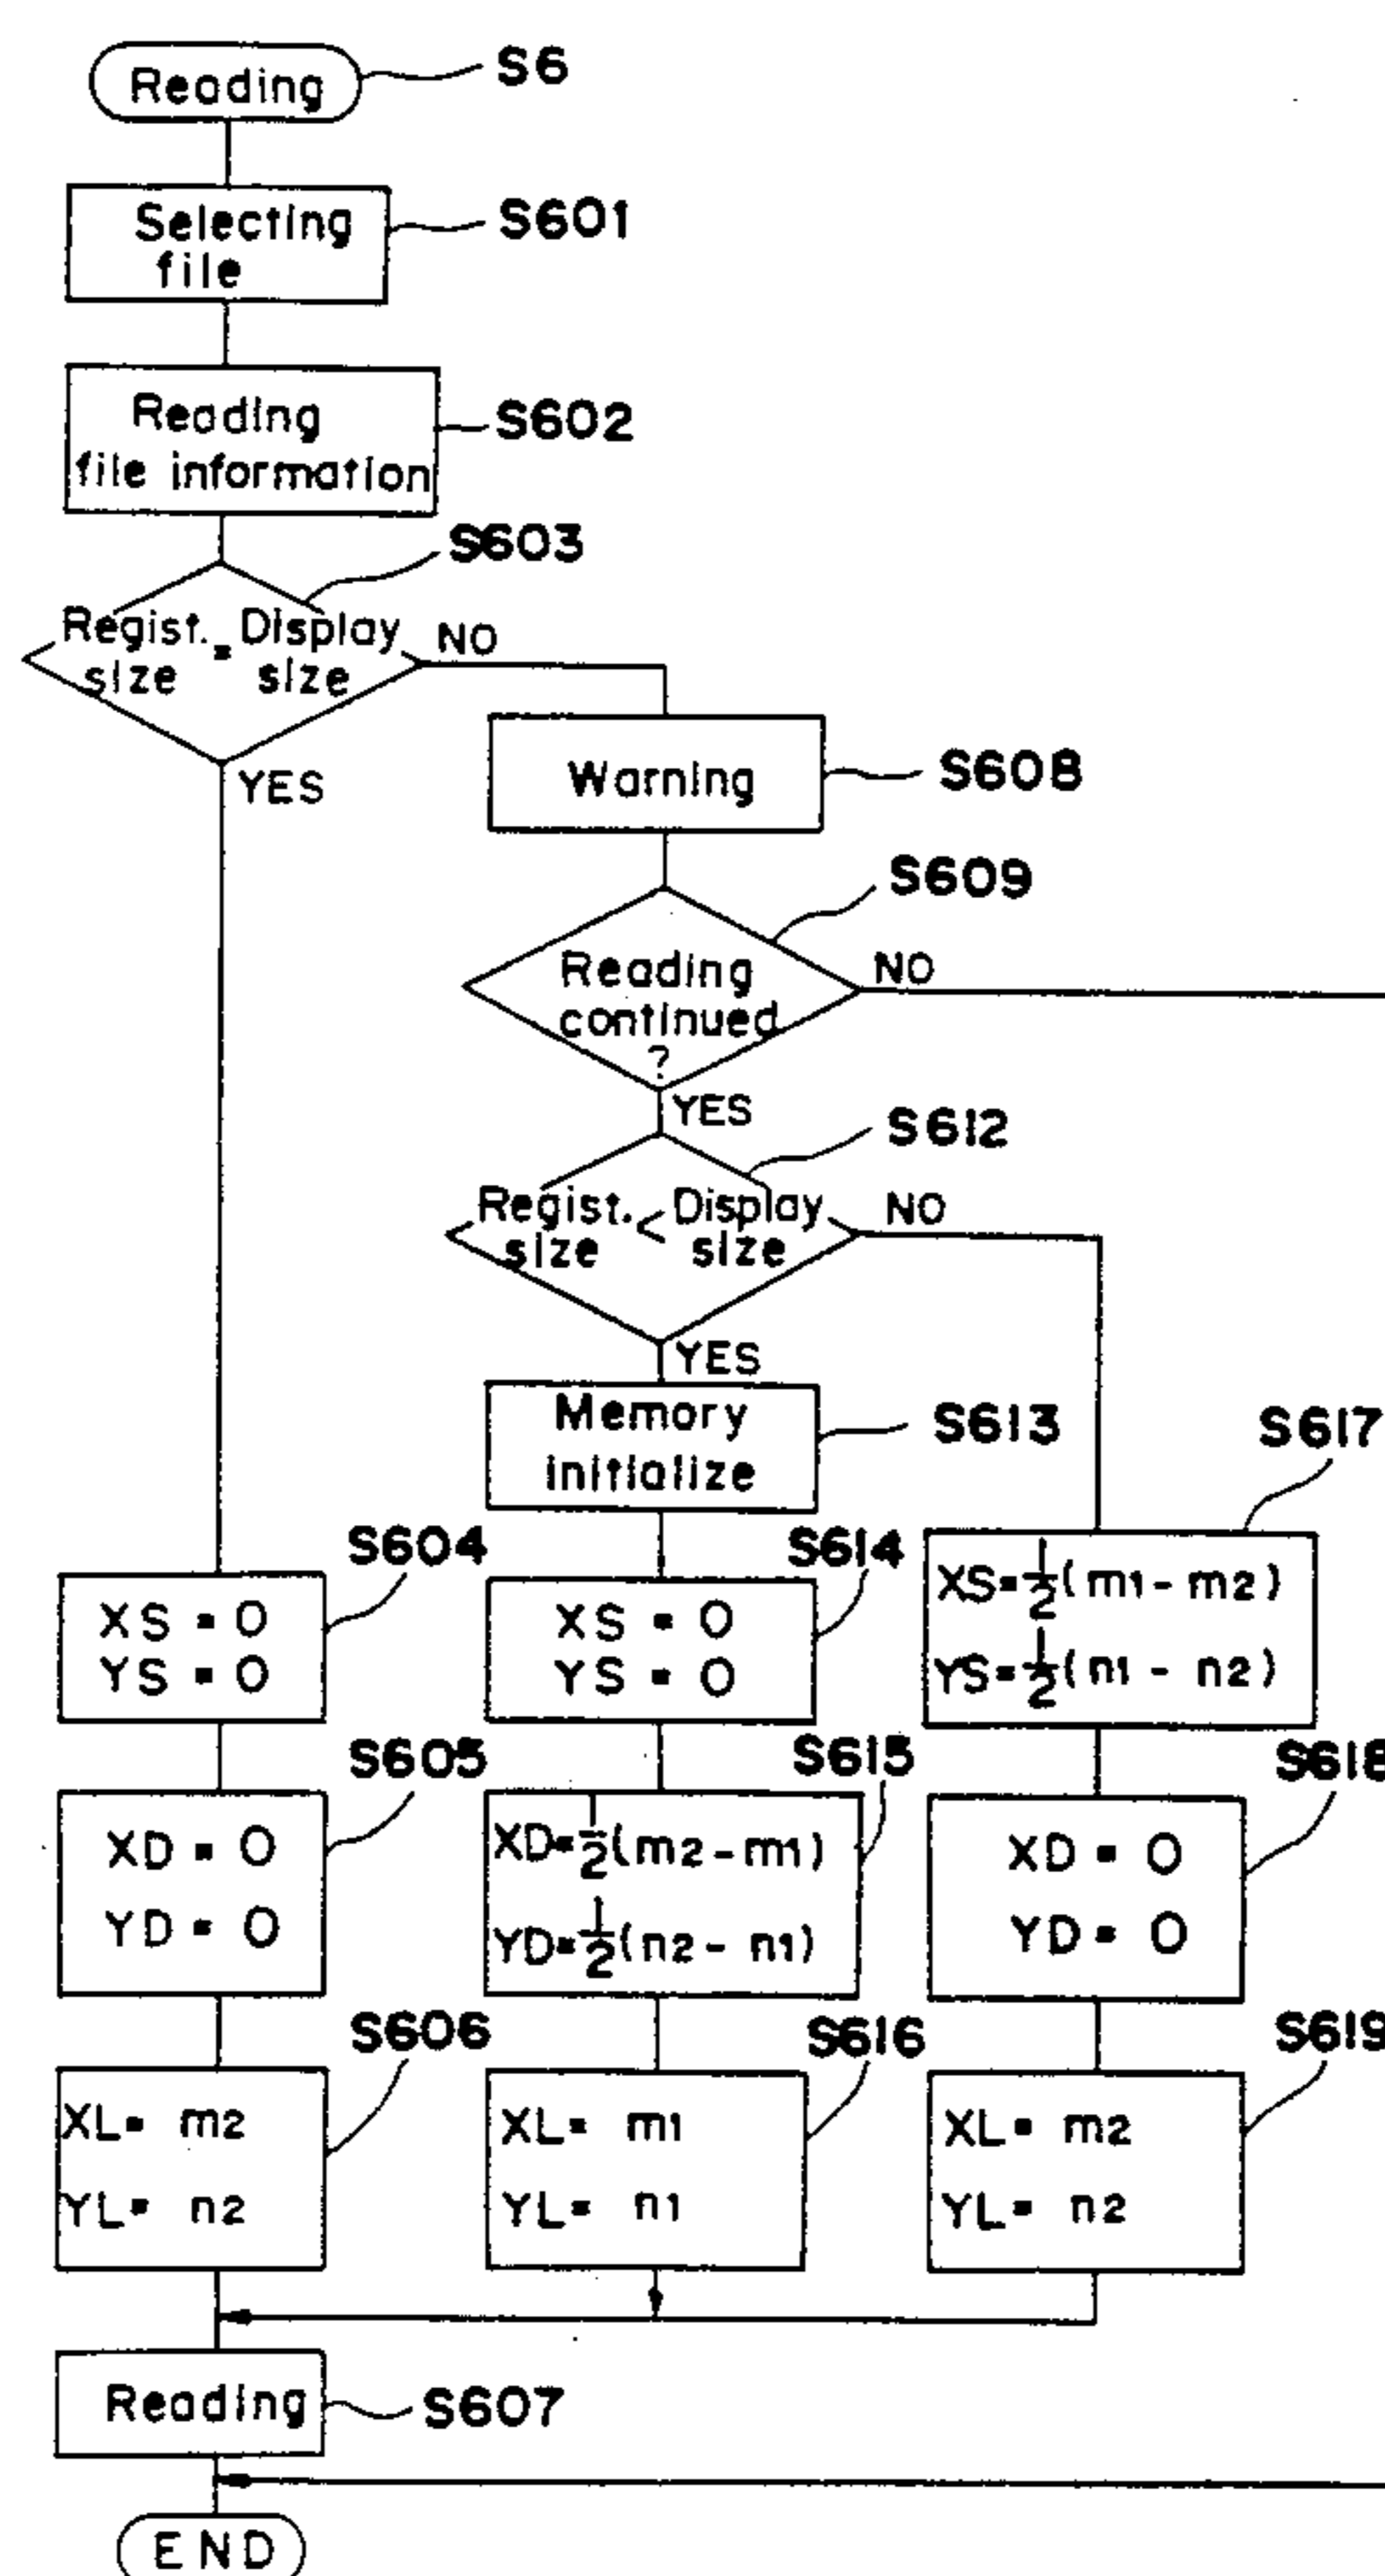 Reading
S6
Selecting
file
S601
Reading
file information
S602
S603
Regist. = Display
size size
NO
YES
Warning
S608
S609
Reading
continued
?
NO
YES
S612
Regist. < Display
size size
NO
YES
Memory
initialize
S613
S617
S604
XS = 0
YS = 0
S614
XS = 0
YS = 0
XS=1/2(m1-m2)
YS=1/2(n1-n2)
S605
XD = 0
YD = 0
S615
XD=1/2(m2-m1)
YD=1/2(n2-n1)
S618
XD = 0
YD = 0
S606
XL= m2
YL= n2
S616
XL= m1
YL= n1
S619
XL= m2
YL= n2
Reading
S607
END